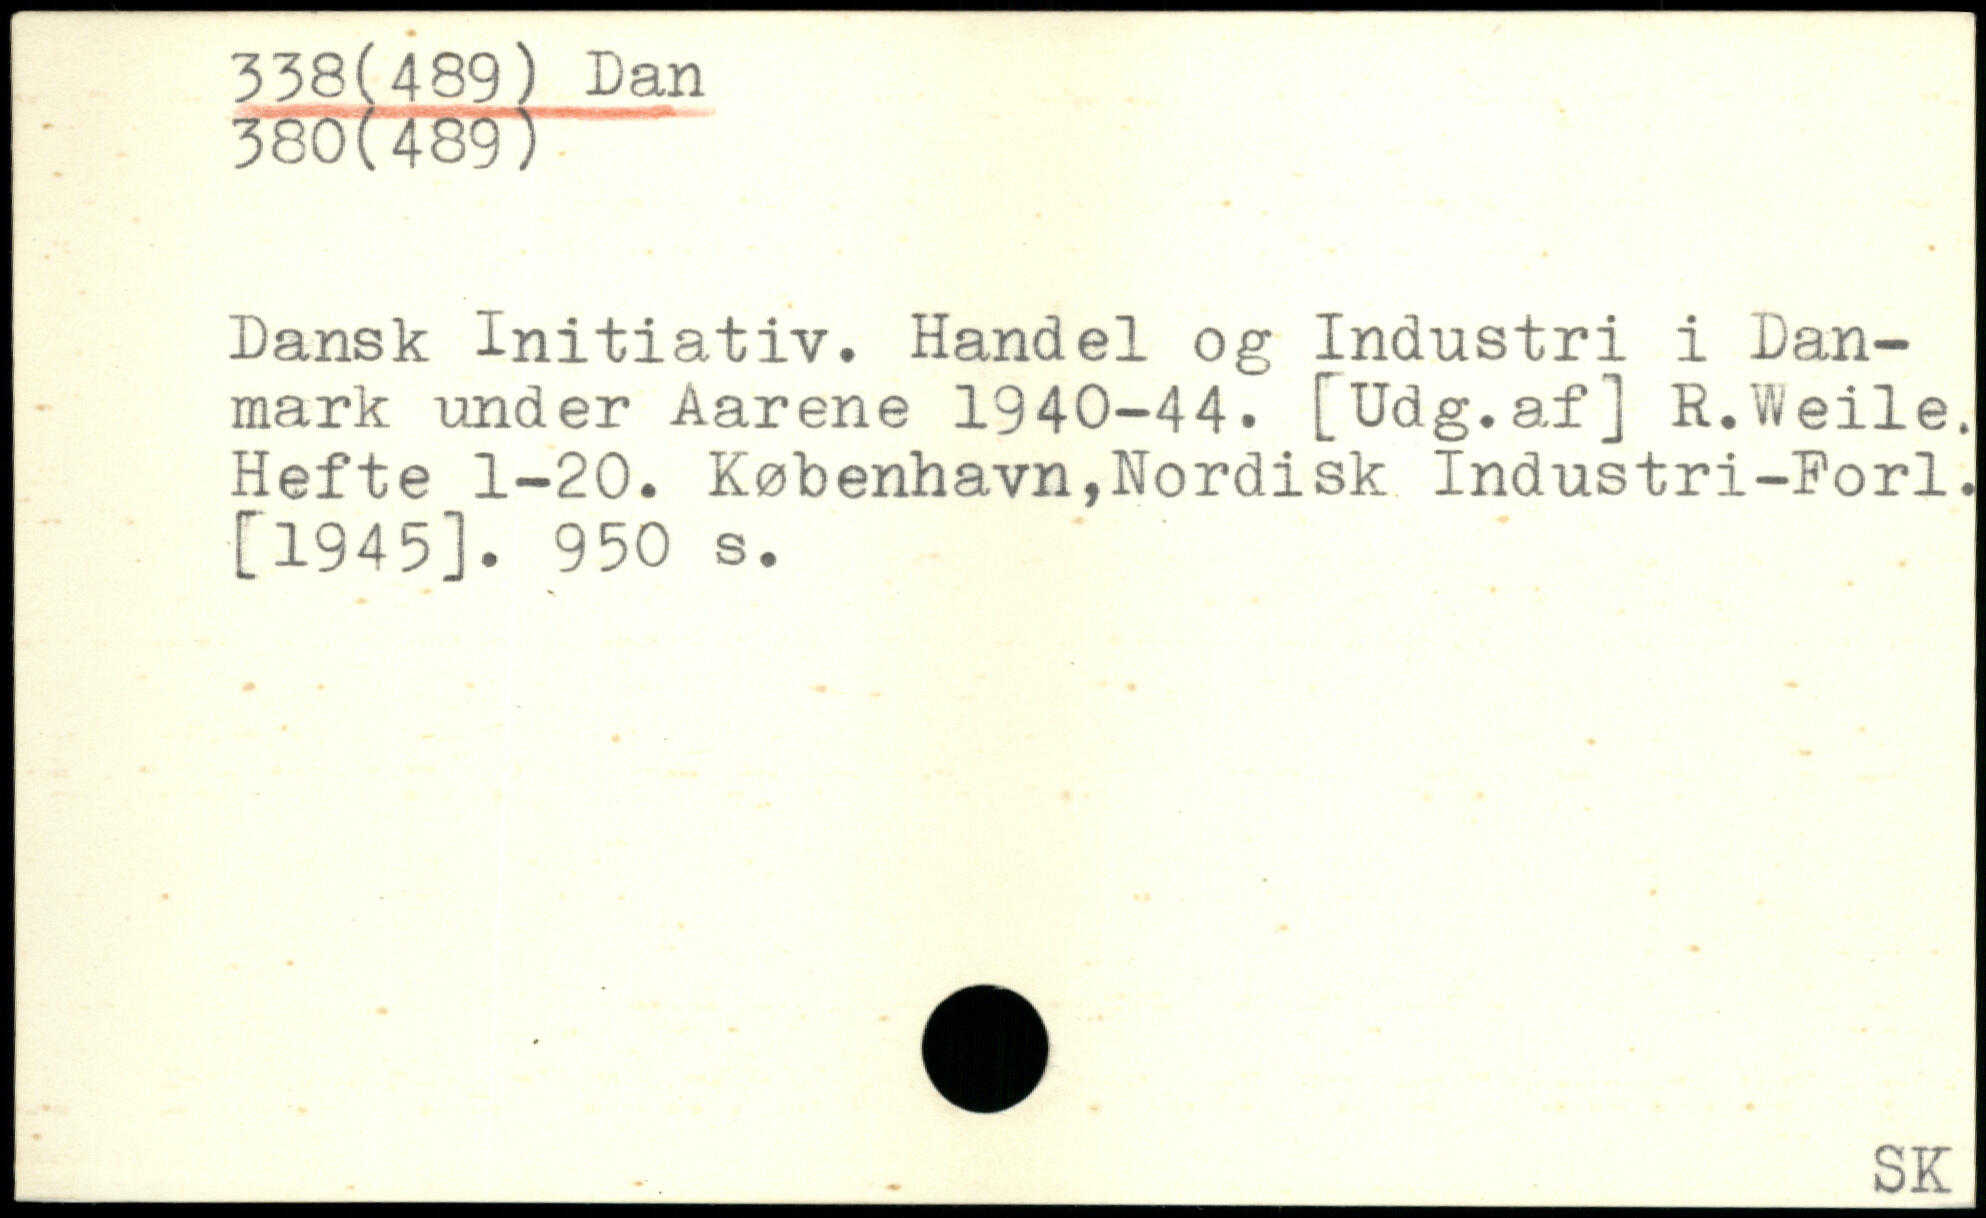 338(489) Dan
380(489)
Dansk Initiativ. Handel og Industri i Dan-
mark under Aarene 1940-44. [Udg.af] R.Weile.
Hefte 1-20. København,Nordisk Industri-Forl.
[1945]. 950 s.
SK